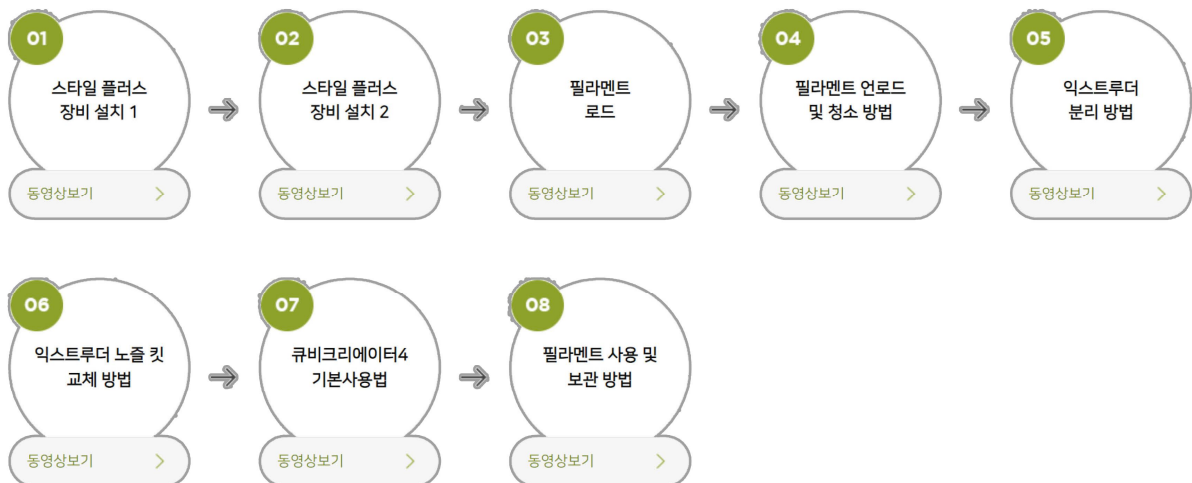 01
스타일 플러스
장비 설치 1
동영상보기
02
스타일 플러스
장비 설치 2
동영상보기
03
필라멘트
로드
동영상보기
04
필라멘트 언로드
및 청소 방법
동영상보기
05
익스트루더
분리 방법
동영상보기
06
익스트루더 노즐 킷
교체 방법
동영상보기
07
큐비크리에이터4
기본사용법
동영상보기
08
필라멘트 사용 및
보관 방법
동영상보기